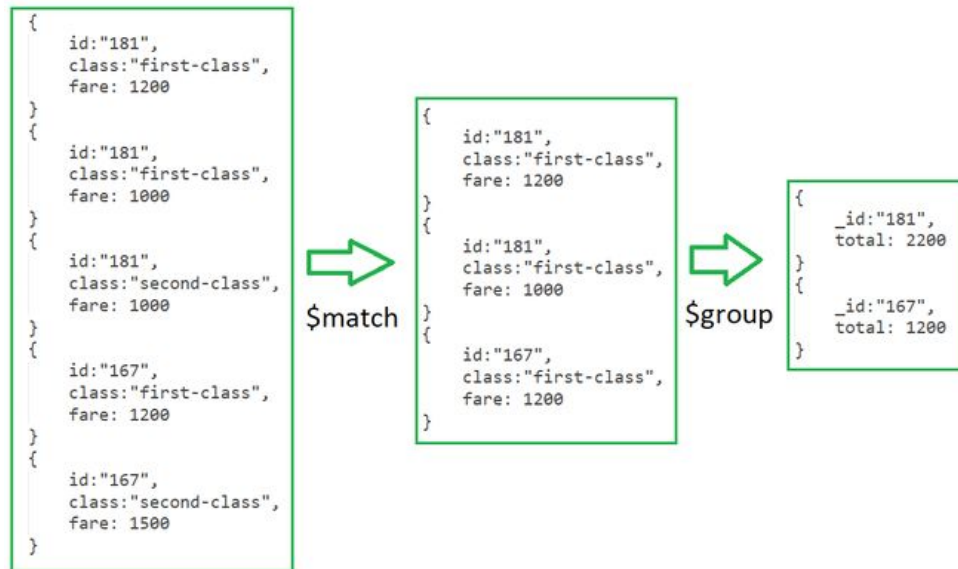 {
id:"181",
class:"first-class",
fare: 1200
}
{
id:"181",
class:"first-class",
fare: 1000
}
{
id:"181",
class:"second-class",
fare: 1000
}
{
id:"167",
class:"first-class",
fare: 1200
}
{
id:"167",
class:"second-class",
fare: 1500
}
$match
{
id:"181",
class:"first-class",
fare: 1200
}
{
id:"181",
class:"first-class",
fare: 1000
}
{
id:"167",
class:"first-class",
fare: 1200
}
$group
{
_id:"181",
total: 2200
}
{
_id:"167",
total: 1200
}